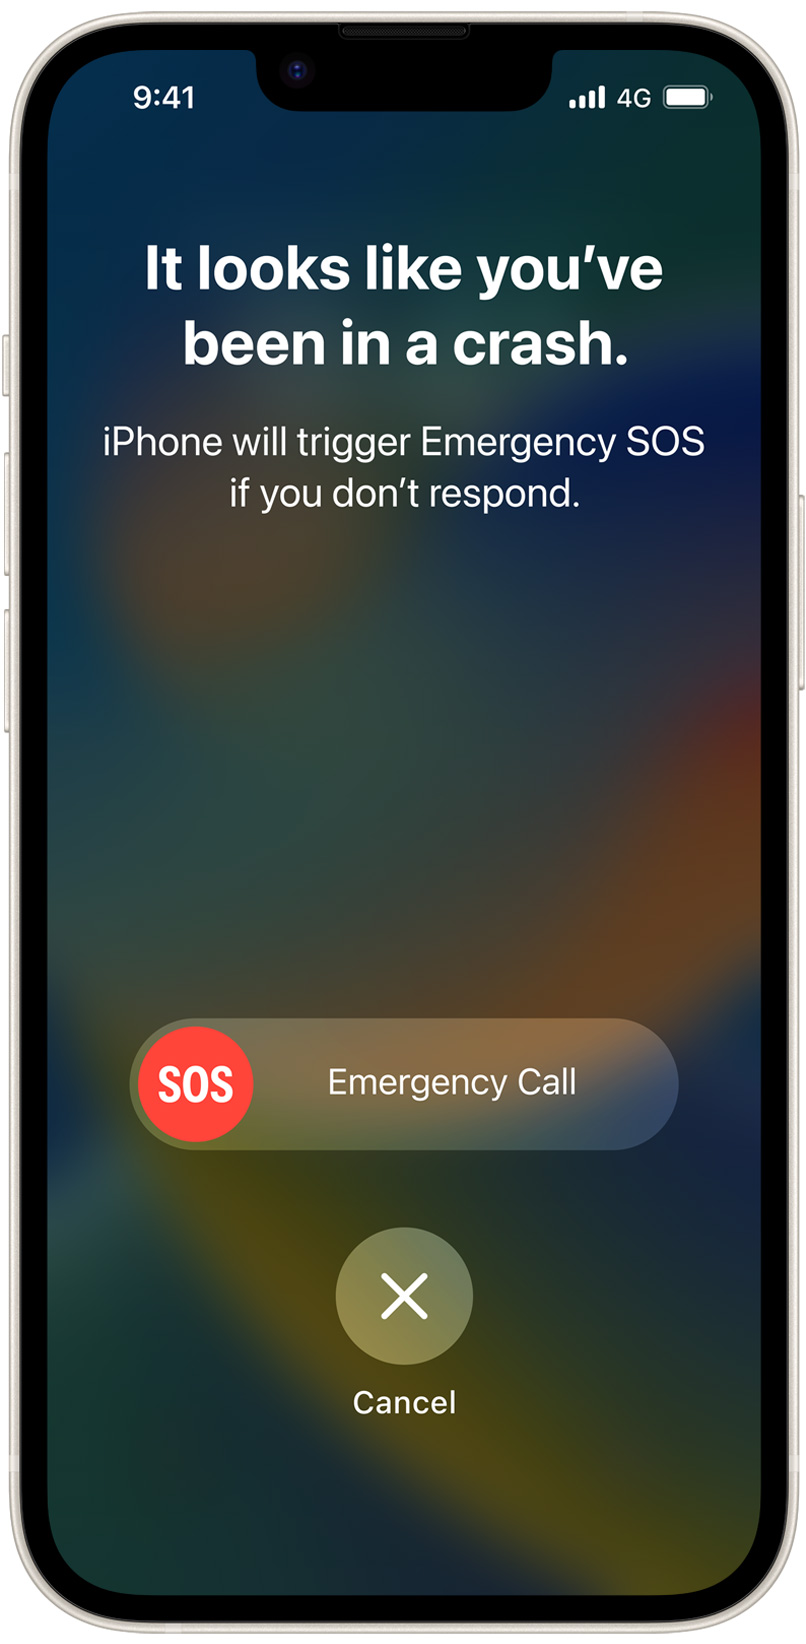 9:41 4G
It looks like you’ve
been in a crash.
iPhone will trigger Emergency SOS
if you don’t respond.
SOS Emergency Call
Cancel